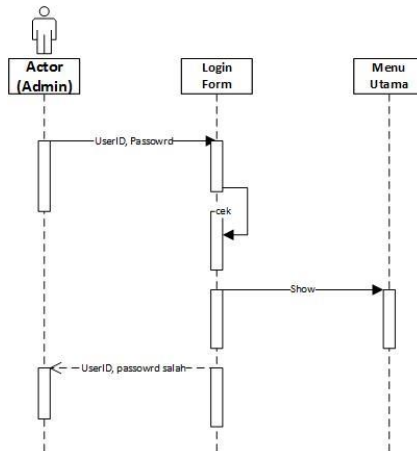 Actor
(Admin)
Login
Form
Menu
Utama
UserID, Passowrd
cek
Show
UserID, passowrd salah